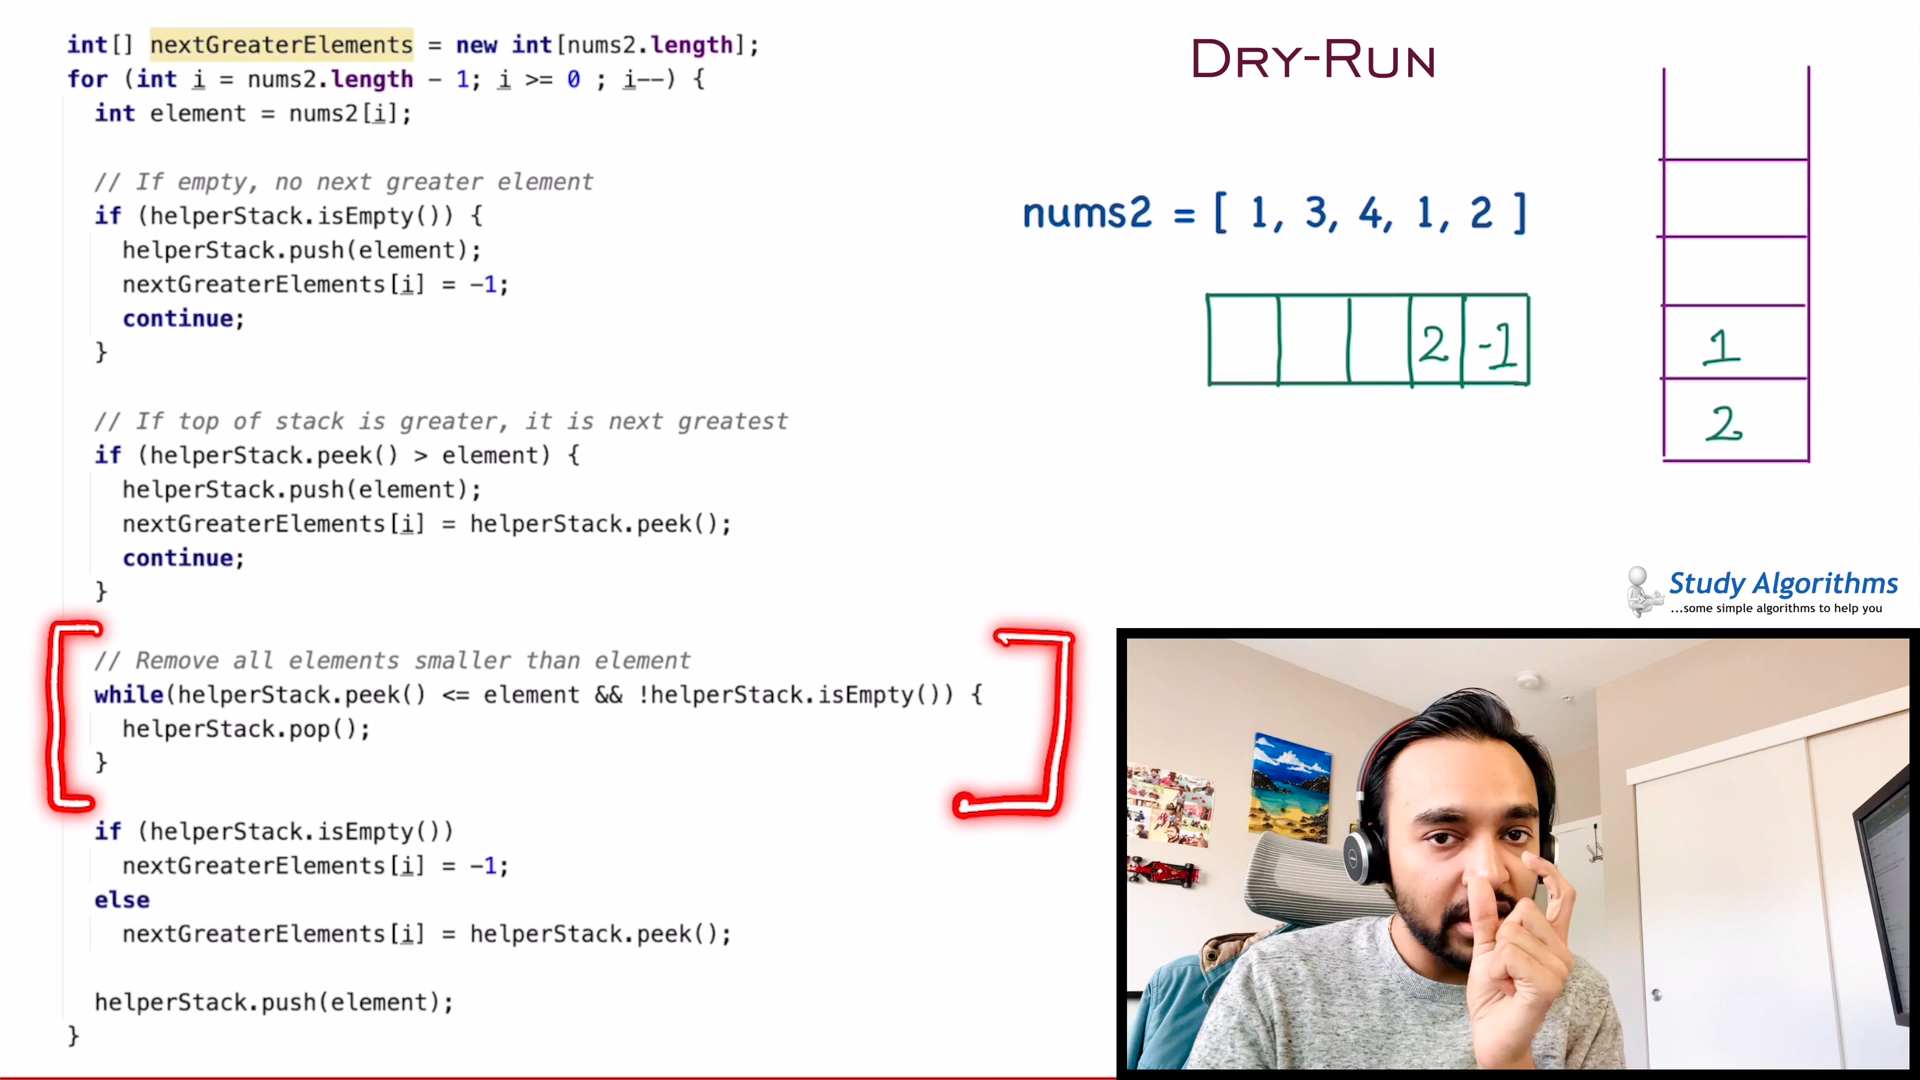 int[] nextGreaterElements = new int[nums2.length];
for (int i = nums2.length - 1; i >= 0 ; i--) {
int element = nums2[i];
// If empty, no next greater element
if (helperStack.isEmpty()) {
helperStack.push(element);
nextGreaterElements[i] = -1;
continue;
}
// If top of stack is greater, it is next greatest
if (helperStack.peek() > element) {
helperStack.push(element);
nextGreaterElements[i] = helperStack.peek();
continue;
}
// Remove all elements smaller than element
while(helperStack.peek() <= element && !helperStack.isEmpty()) {
helperStack.pop();
}
if (helperStack.isEmpty())
nextGreaterElements[i] = -1;
else
nextGreaterElements[i] = helperStack.peek();
helperStack.push(element);
}
DRY-RUN
nums2 = [ 1, 3, 4, 1, 2 ]
2 -1
1
2
Study Algorithms
...some simple algorithms to help you